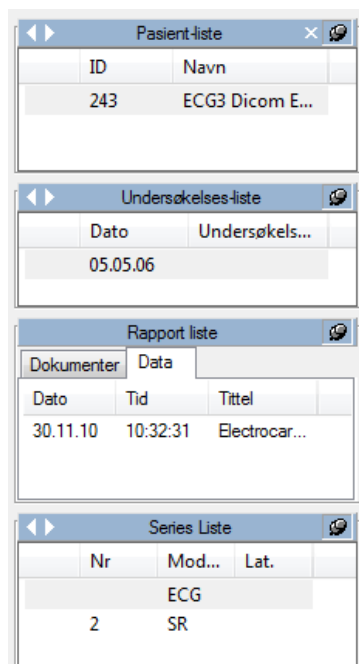 Pasient-liste
ID Navn
243 ECG3 Dicom E...
Undersøkelses-liste
Dato Undersøkels...
05.05.06
Rapport liste
Dokumenter Data
Dato Tid Tittel
30.11.10 10:32:31 Electrocar...
Series Liste
Nr Mod... Lat.
ECG
2 SR